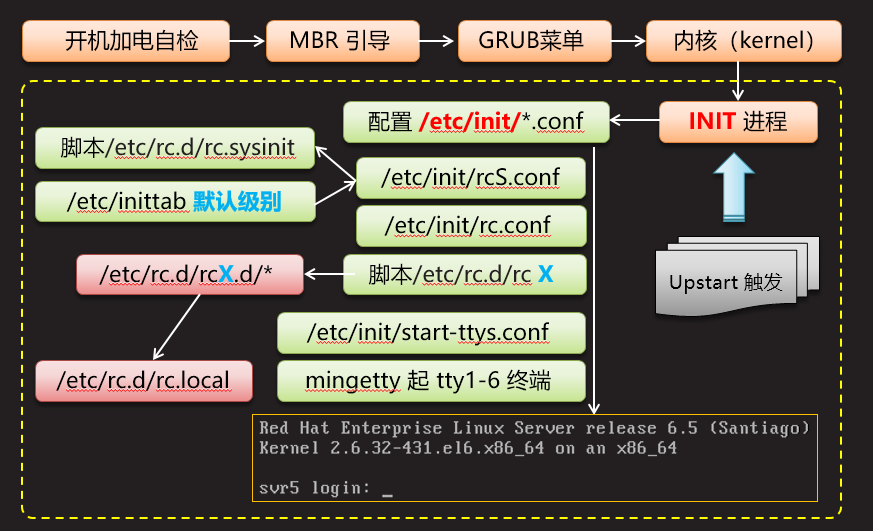 开机加电自检
MBR 引导
GRUB菜单
内核（kernel）
INIT 进程
配置 /etc/init/*.conf
脚本/etc/rc.d/rc.sysinit
/etc/init/rcS.conf
/etc/inittab 默认级别
/etc/init/rc.conf
/etc/rc.d/rcX.d/*
脚本/etc/rc.d/rc X
Upstart 触发
/etc/init/start-ttys.conf
/etc/rc.d/rc.local
mingetty 起 tty1-6 终端
Red Hat Enterprise Linux Server release 6.5 (Santiago)
Kernel 2.6.32-431.el6.x86_64 on an x86_64
svr5 login: _